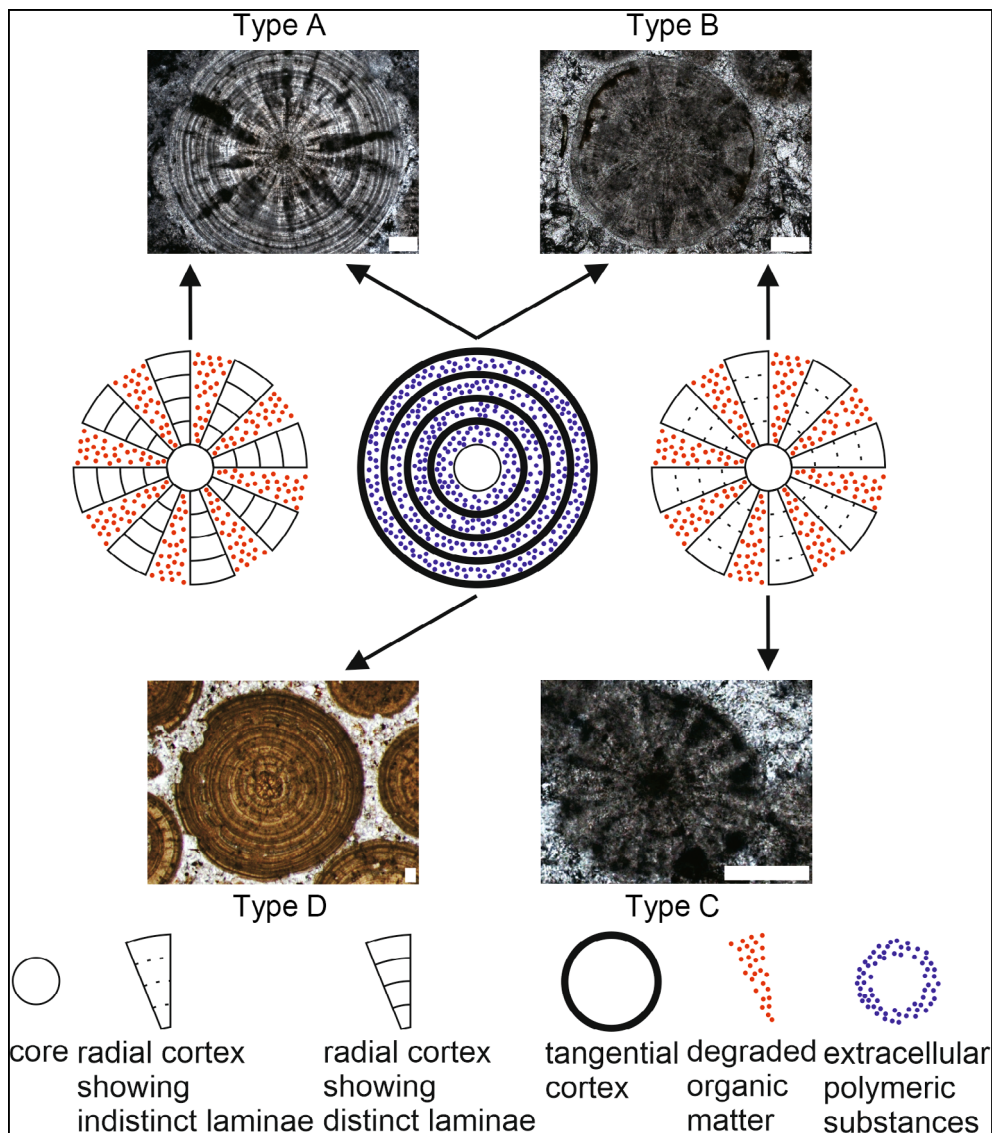 Type A
Type B
Type D
Type C
core
radial cortex
showing
indistinct laminae
radial cortex
showing
distinct laminae
tangential
cortex
degraded
organic
matter
extracellular
polymeric
substances